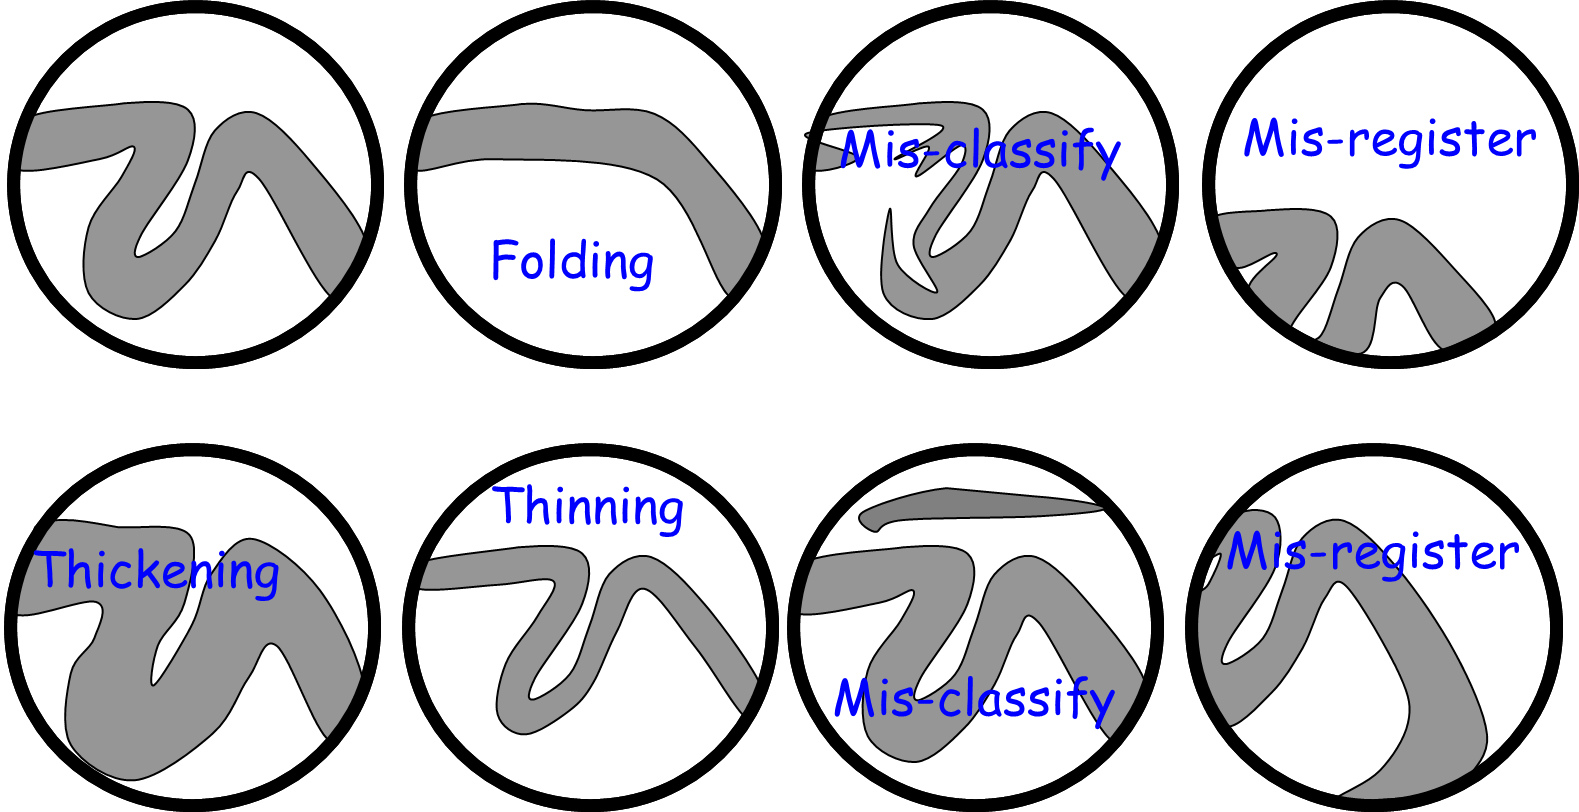 Folding
Mis-classify
Mis-register
Thickening
Thinning
Mis-classify
Mis-register